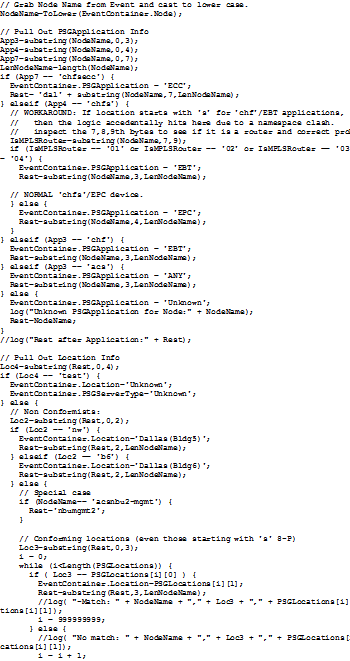 // Grab Node Name from Event and cast to lower case.
NodeName=ToLower(EventContainer.Node);
// Pull Out PSGApplication Info
App3=substring(NodeName,0,3);
App4=substring(NodeName,0,4);
App7=substring(NodeName,0,7);
LenNodeName=length(NodeName);
if (App7 == 'chfsecc') {
EventContainer.PSGApplication = 'ECC';
Rest= 'dal' + substring(NodeName,7,LenNodeName);
} elseif (App4 == 'chfs') {
// WORKAROUND: If location starts with 's' for 'chf'/EBT applications,
// then the logic accedentally hits here due to a namespace clash.
// inspect the 7,8,9th bytes to see if it is a router and correct prd
IsMPLSRouter=substring(NodeName,7,9);
if (IsMPLSRouter == '01' or IsMPLSRouter == '02' or IsMPLSRouter == '03
= '04') {
EventContainer.PSGApplication = 'EBT';
Rest=substring(NodeName,3,LenNodeName);
// NORMAL 'chfs'/EPC device.
} else {
EventContainer.PSGApplication = 'EPC';
Rest=substring(NodeName,4,LenNodeName);
}
} elseif (App3 == 'chf') {
EventContainer.PSGApplication = 'EBT';
Rest=substring(NodeName,3,LenNodeName);
} elseif (App3 == 'acs') {
EventContainer.PSGApplication = 'ANY';
Rest=substring(NodeName,3,LenNodeName);
} else {
EventContainer.PSGApplication = 'Unknown';
log("Unknown PSGApplication for Node:" + NodeName);
Rest=NodeName;
}
//log("Rest after Application:" + Rest);
// Pull Out Location Info
Loc4=substring(Rest,0,4);
if (Loc4 == 'test') {
EventContainer.Location='Unknown';
EventContainer.PSGServerType='Unknown';
} else {
// Non Conformists:
Loc2=substring(Rest,0,2);
if (Loc2 == 'nw') {
EventContainer.Location='Dallas(Bldg5)';
Rest=substring(Rest,2,LenNodeName);
} elseif (Loc2 == 'b6') {
EventContainer.Location='Dallas(Bldg6)';
Rest=substring(Rest,2,LenNodeName);
} else {
// Special case
if (NodeName== 'acsnbu2-mgmt') {
Rest='nbumgmt2';
}
// Conforming locations (even those starting with 's' 8-P)
Loc3=substring(Rest,0,3);
i = 0;
while (i<Length(PSGLocations)) {
if ( Loc3 == PSGLocations[i][0] ) {
EventContainer.Location=PSGLocations[i][1];
Rest=substring(Rest,3,LenNodeName);
//log( "-Match: " + NodeName + "," + Loc3 + "," + PSGLocations[i]
tions[i][1]);
i = 999999999;
} else {
//log( "No match: " + NodeName + "," + Loc3 + "," + PSGLocations[
cations[i][1]);
i = i + 1;